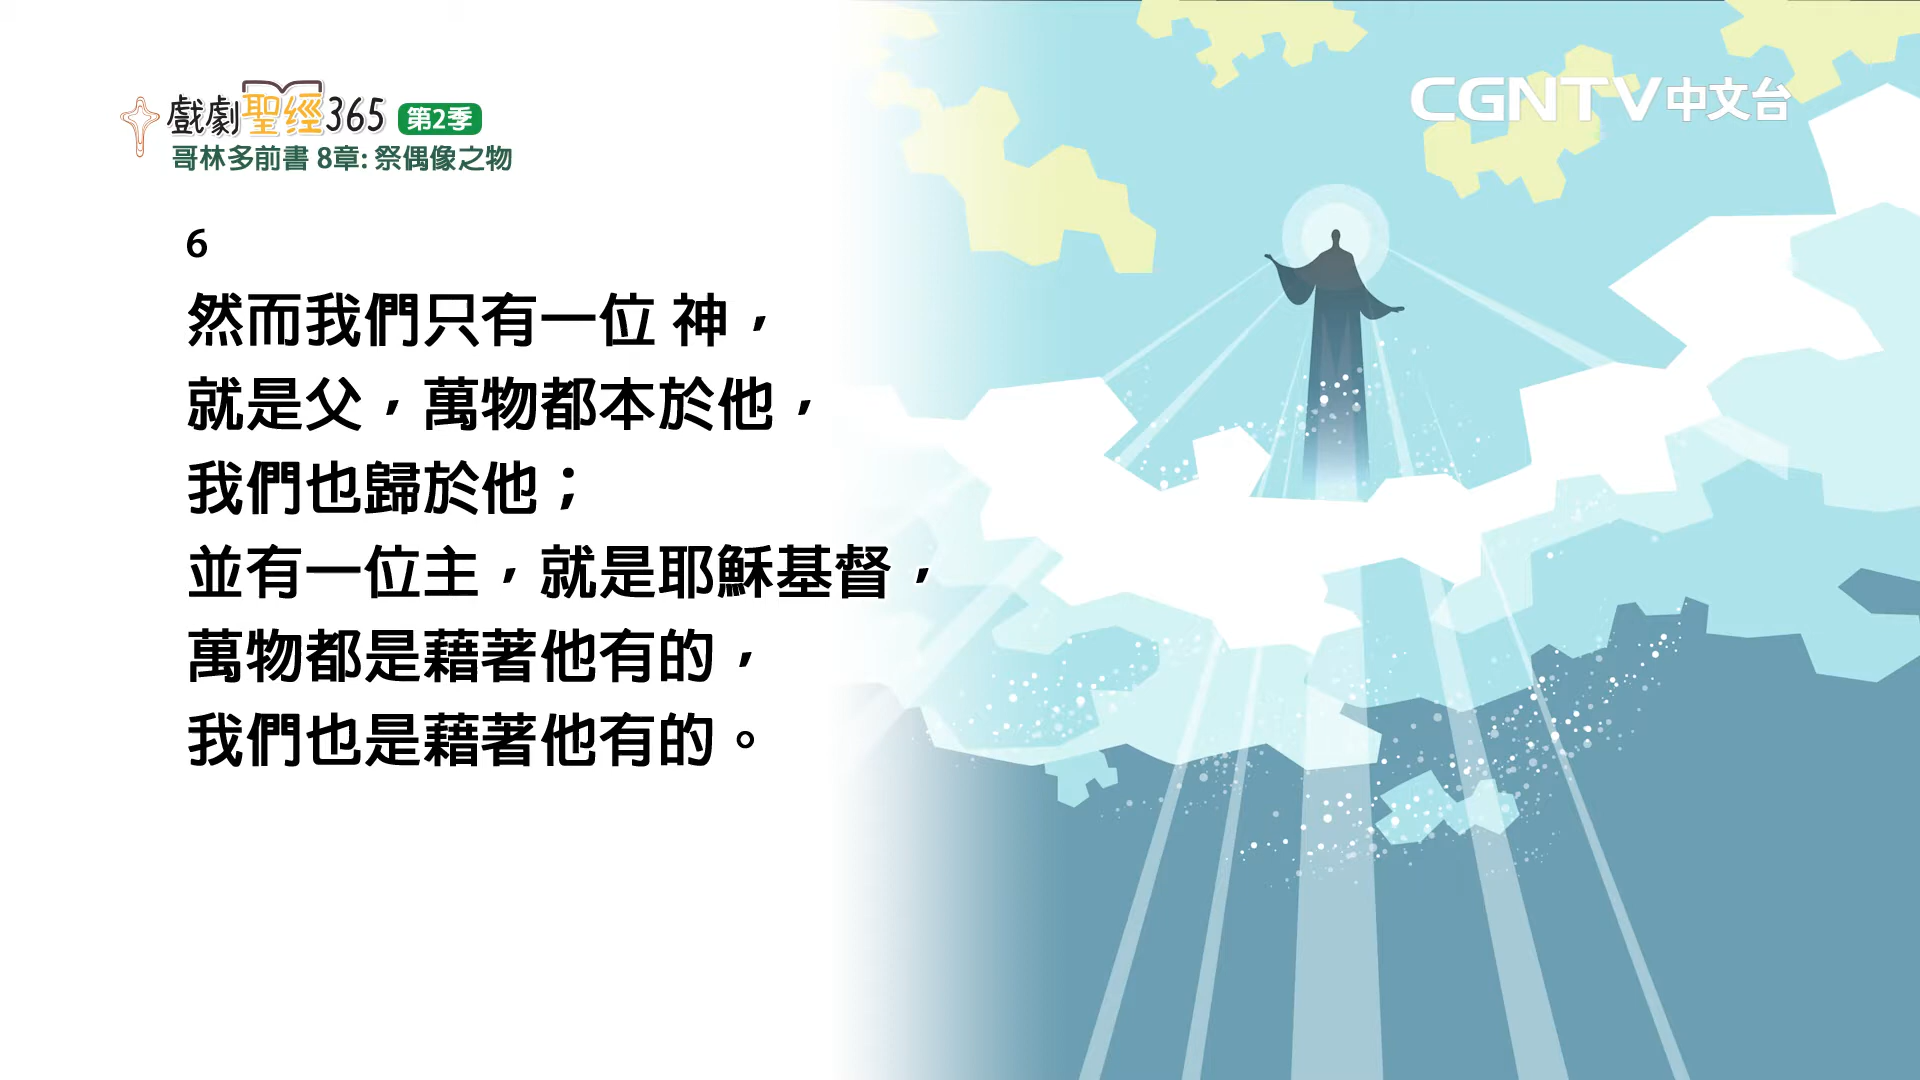 戲劇聖經365 第2季
哥林多前書 8章: 祭偶像之物
CGNTV中文台
6
然而我們只有一位 神，
就是父，萬物都本於他，
我們也歸於他；
並有一位主，就是耶穌基督，
萬物都是藉著他有的，
我們也是藉著他有的。